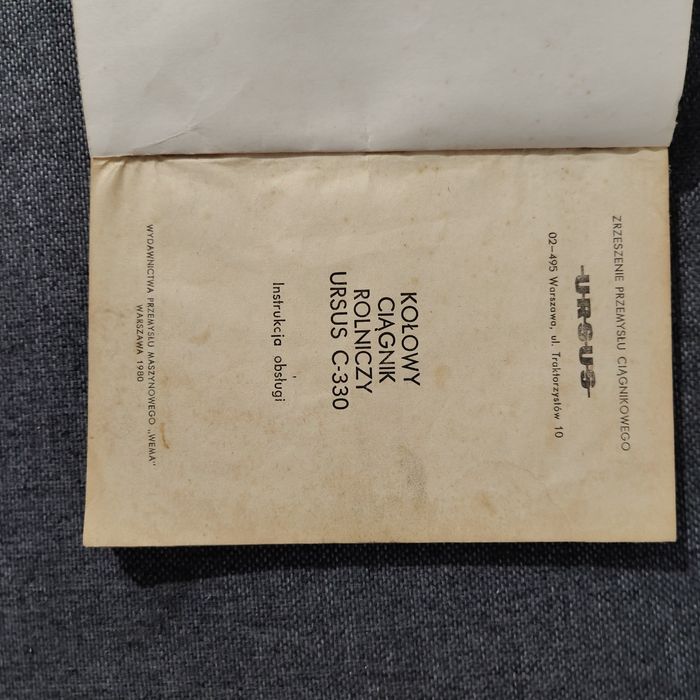 ZRZESZENIE PRZEMYSŁU CIĄGNIKOWEGO
URSUS
02-495 Warszawa, ul. Traktorzystów 10
KOŁOWY
CIĄGNIK
ROLNICZY
URSUS C-330
Instrukcja obsługi
WYDAWNICTWA PRZEMYSŁU MASZYNOWEGO „WEMA"
WARSZAWA 1980